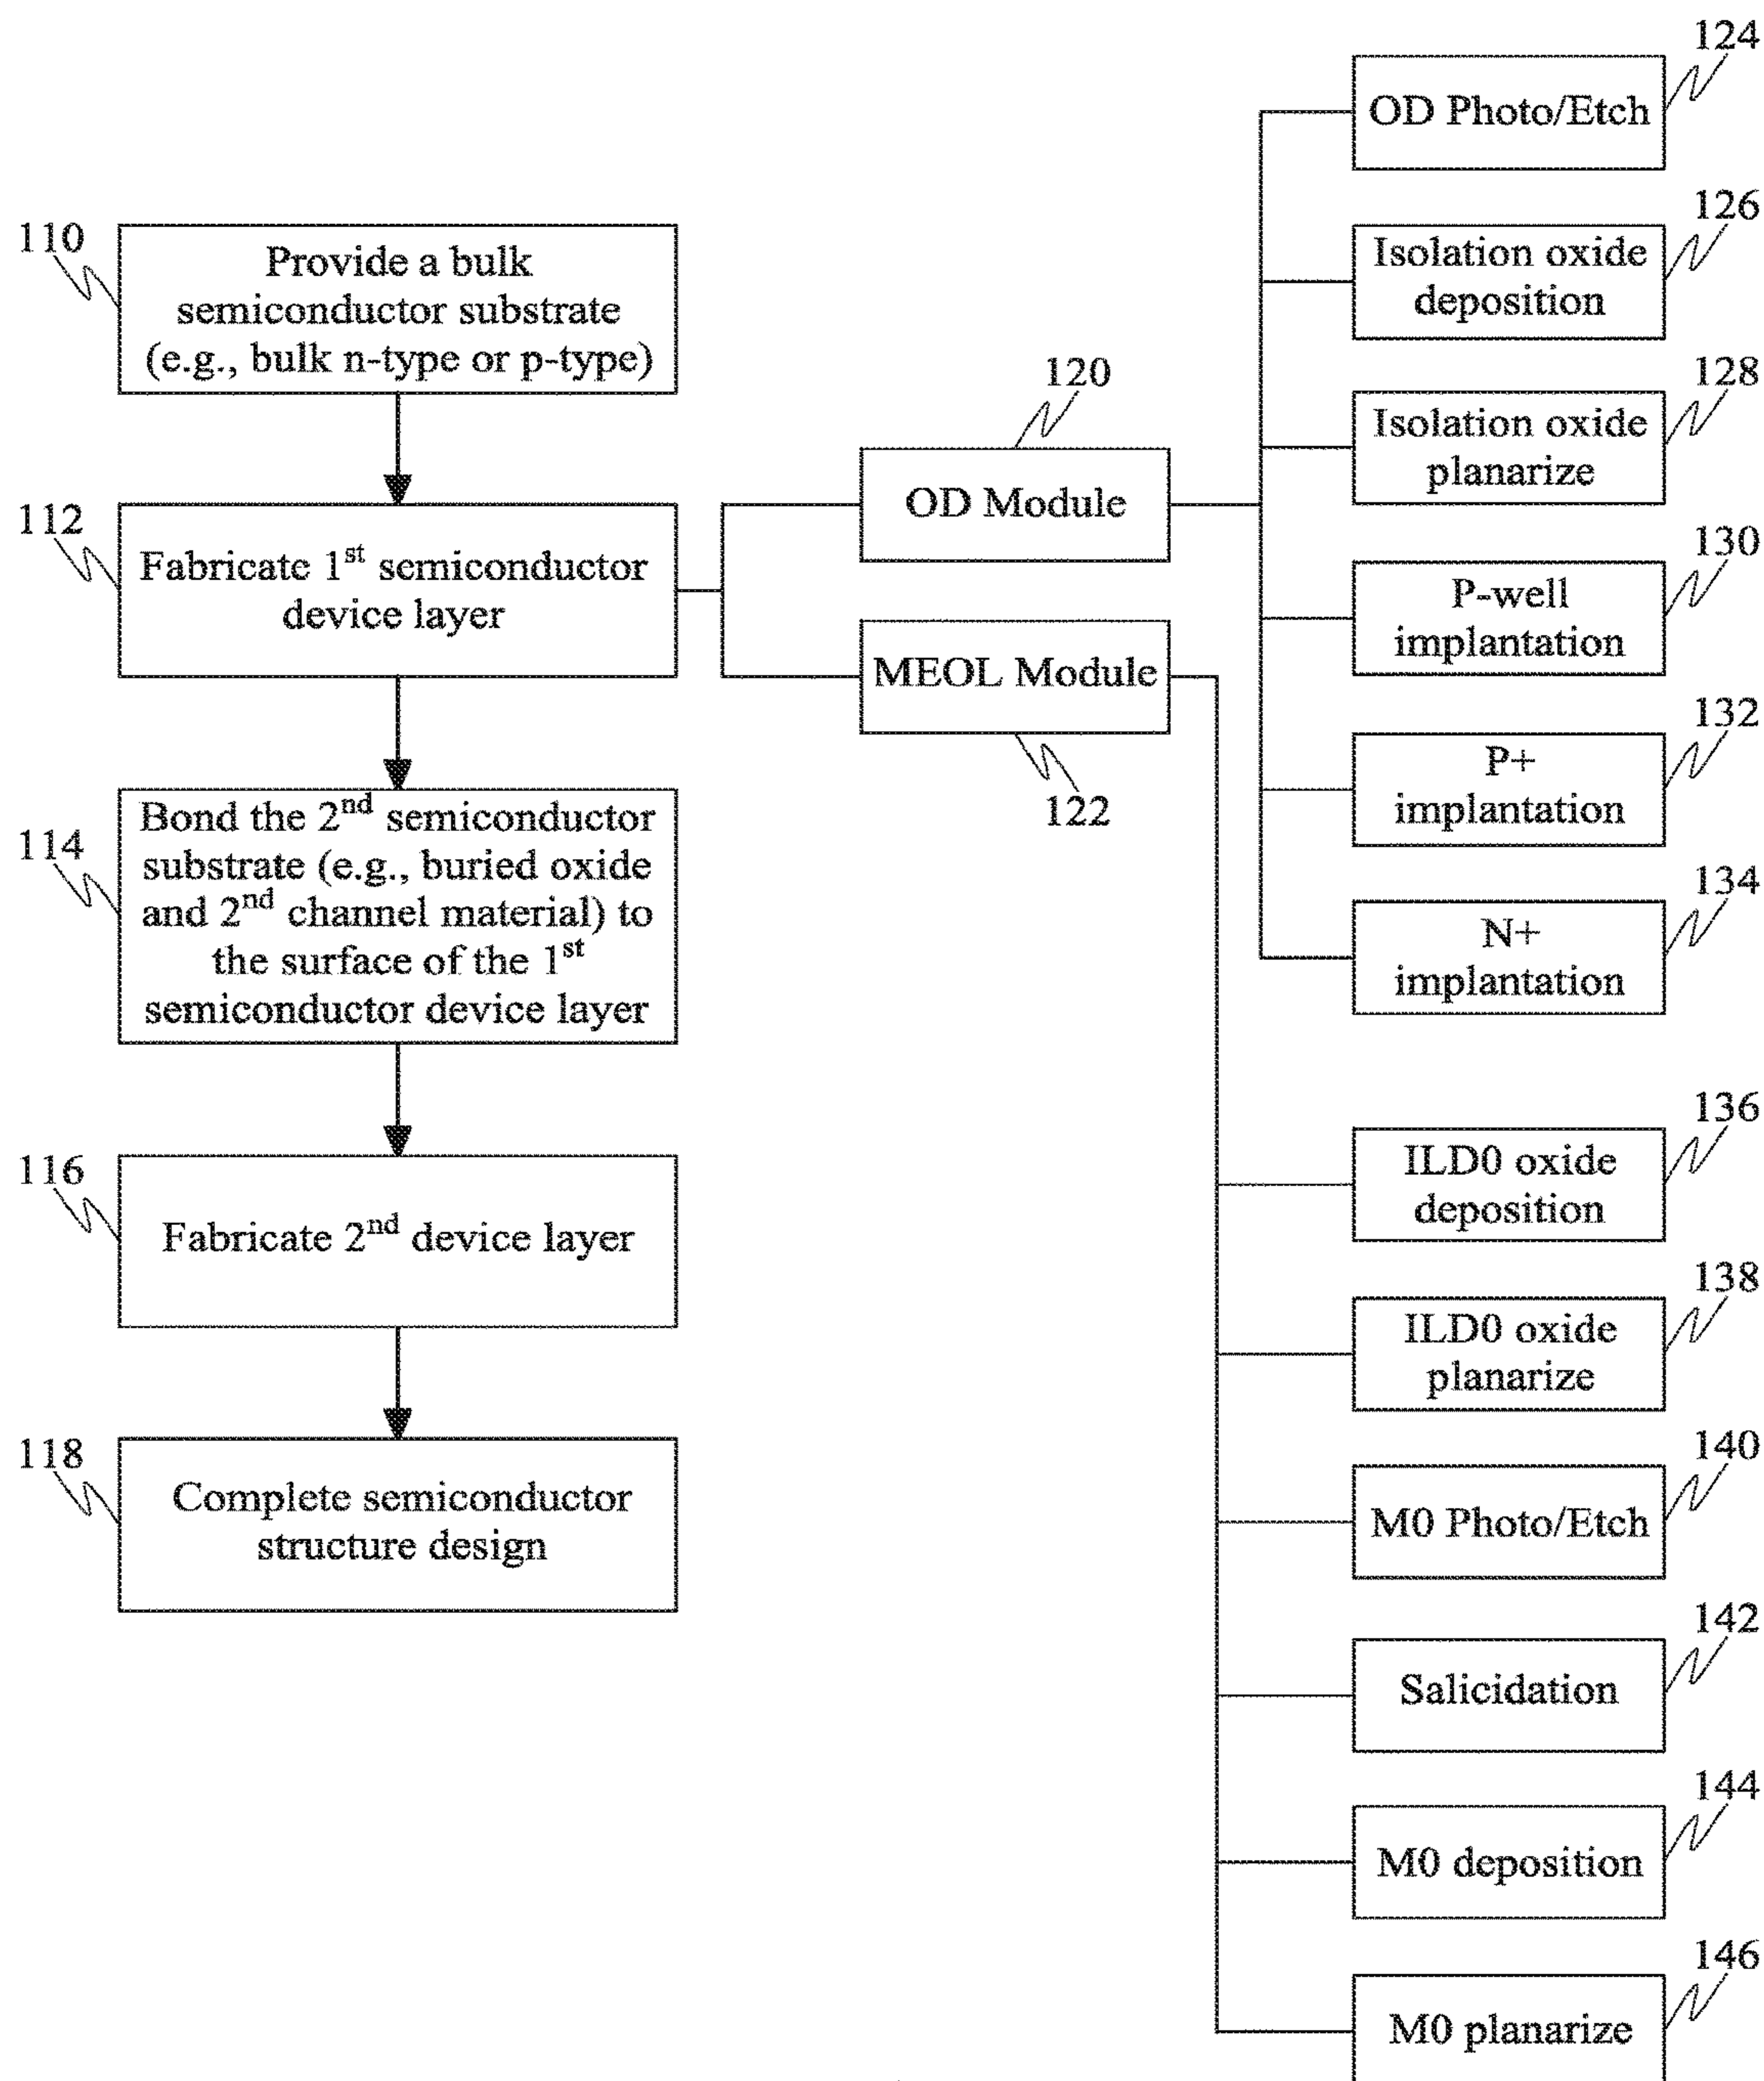 110
Provide a bulk
semiconductor substrate
(e.g., bulk n-type or p-type)
112
Fabricate 1st semiconductor
device layer
114
Bond the 2nd semiconductor
substrate (e.g., buried oxide
and 2nd channel material) to
the surface of the 1st
semiconductor device layer
116
Fabricate 2nd device layer
118
Complete semiconductor
structure design
120
OD Module
MEOL Module
122
124
OD Photo/Etch
126
Isolation oxide
deposition
128
Isolation oxide
planarize
130
P-well
implantation
132
P+
implantation
134
N+
implantation
136
ILD0 oxide
deposition
138
ILD0 oxide
planarize
140
M0 Photo/Etch
142
Salicidation
144
M0 deposition
146
M0 planarize